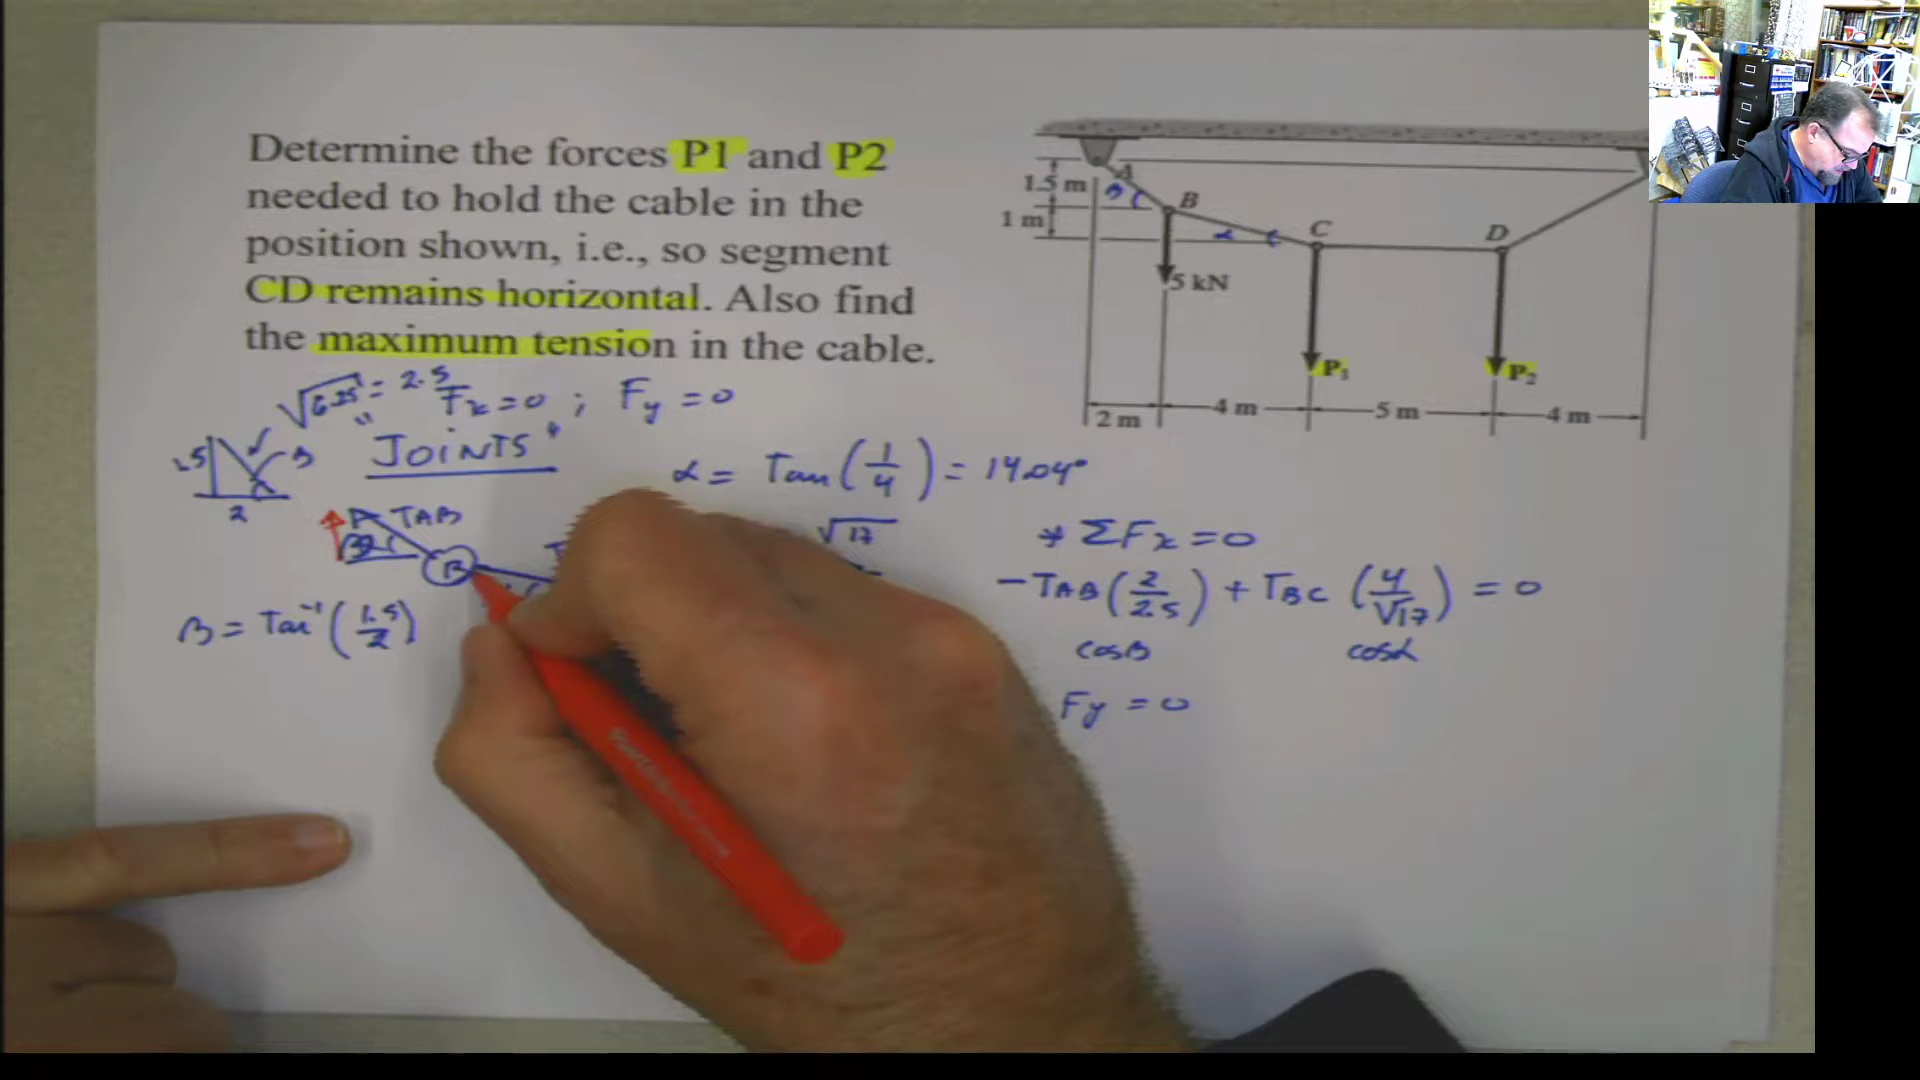 Determine the forces P1 and P2
needed to hold the cable in the
position shown, i.e., so segment
CD remains horizontal. Also find
the maximum tension in the cable.
A
1.5 m
B
1 m
C
D
β
α
5 kN
P₁
P₂
2 m
4 m
5 m
4 m
√6.25 = 2.5
Fx = 0 ; Fy = 0
"JOINTS"
β
2
α = Tan (1/4) = 14.04°
TAB
B
√17
β = Tan⁻¹ (1.5/2)
* ΣFx = 0
- TAB (2/2.5) + TBC (4/√17) = 0
cosβ
cosα
Fy = 0